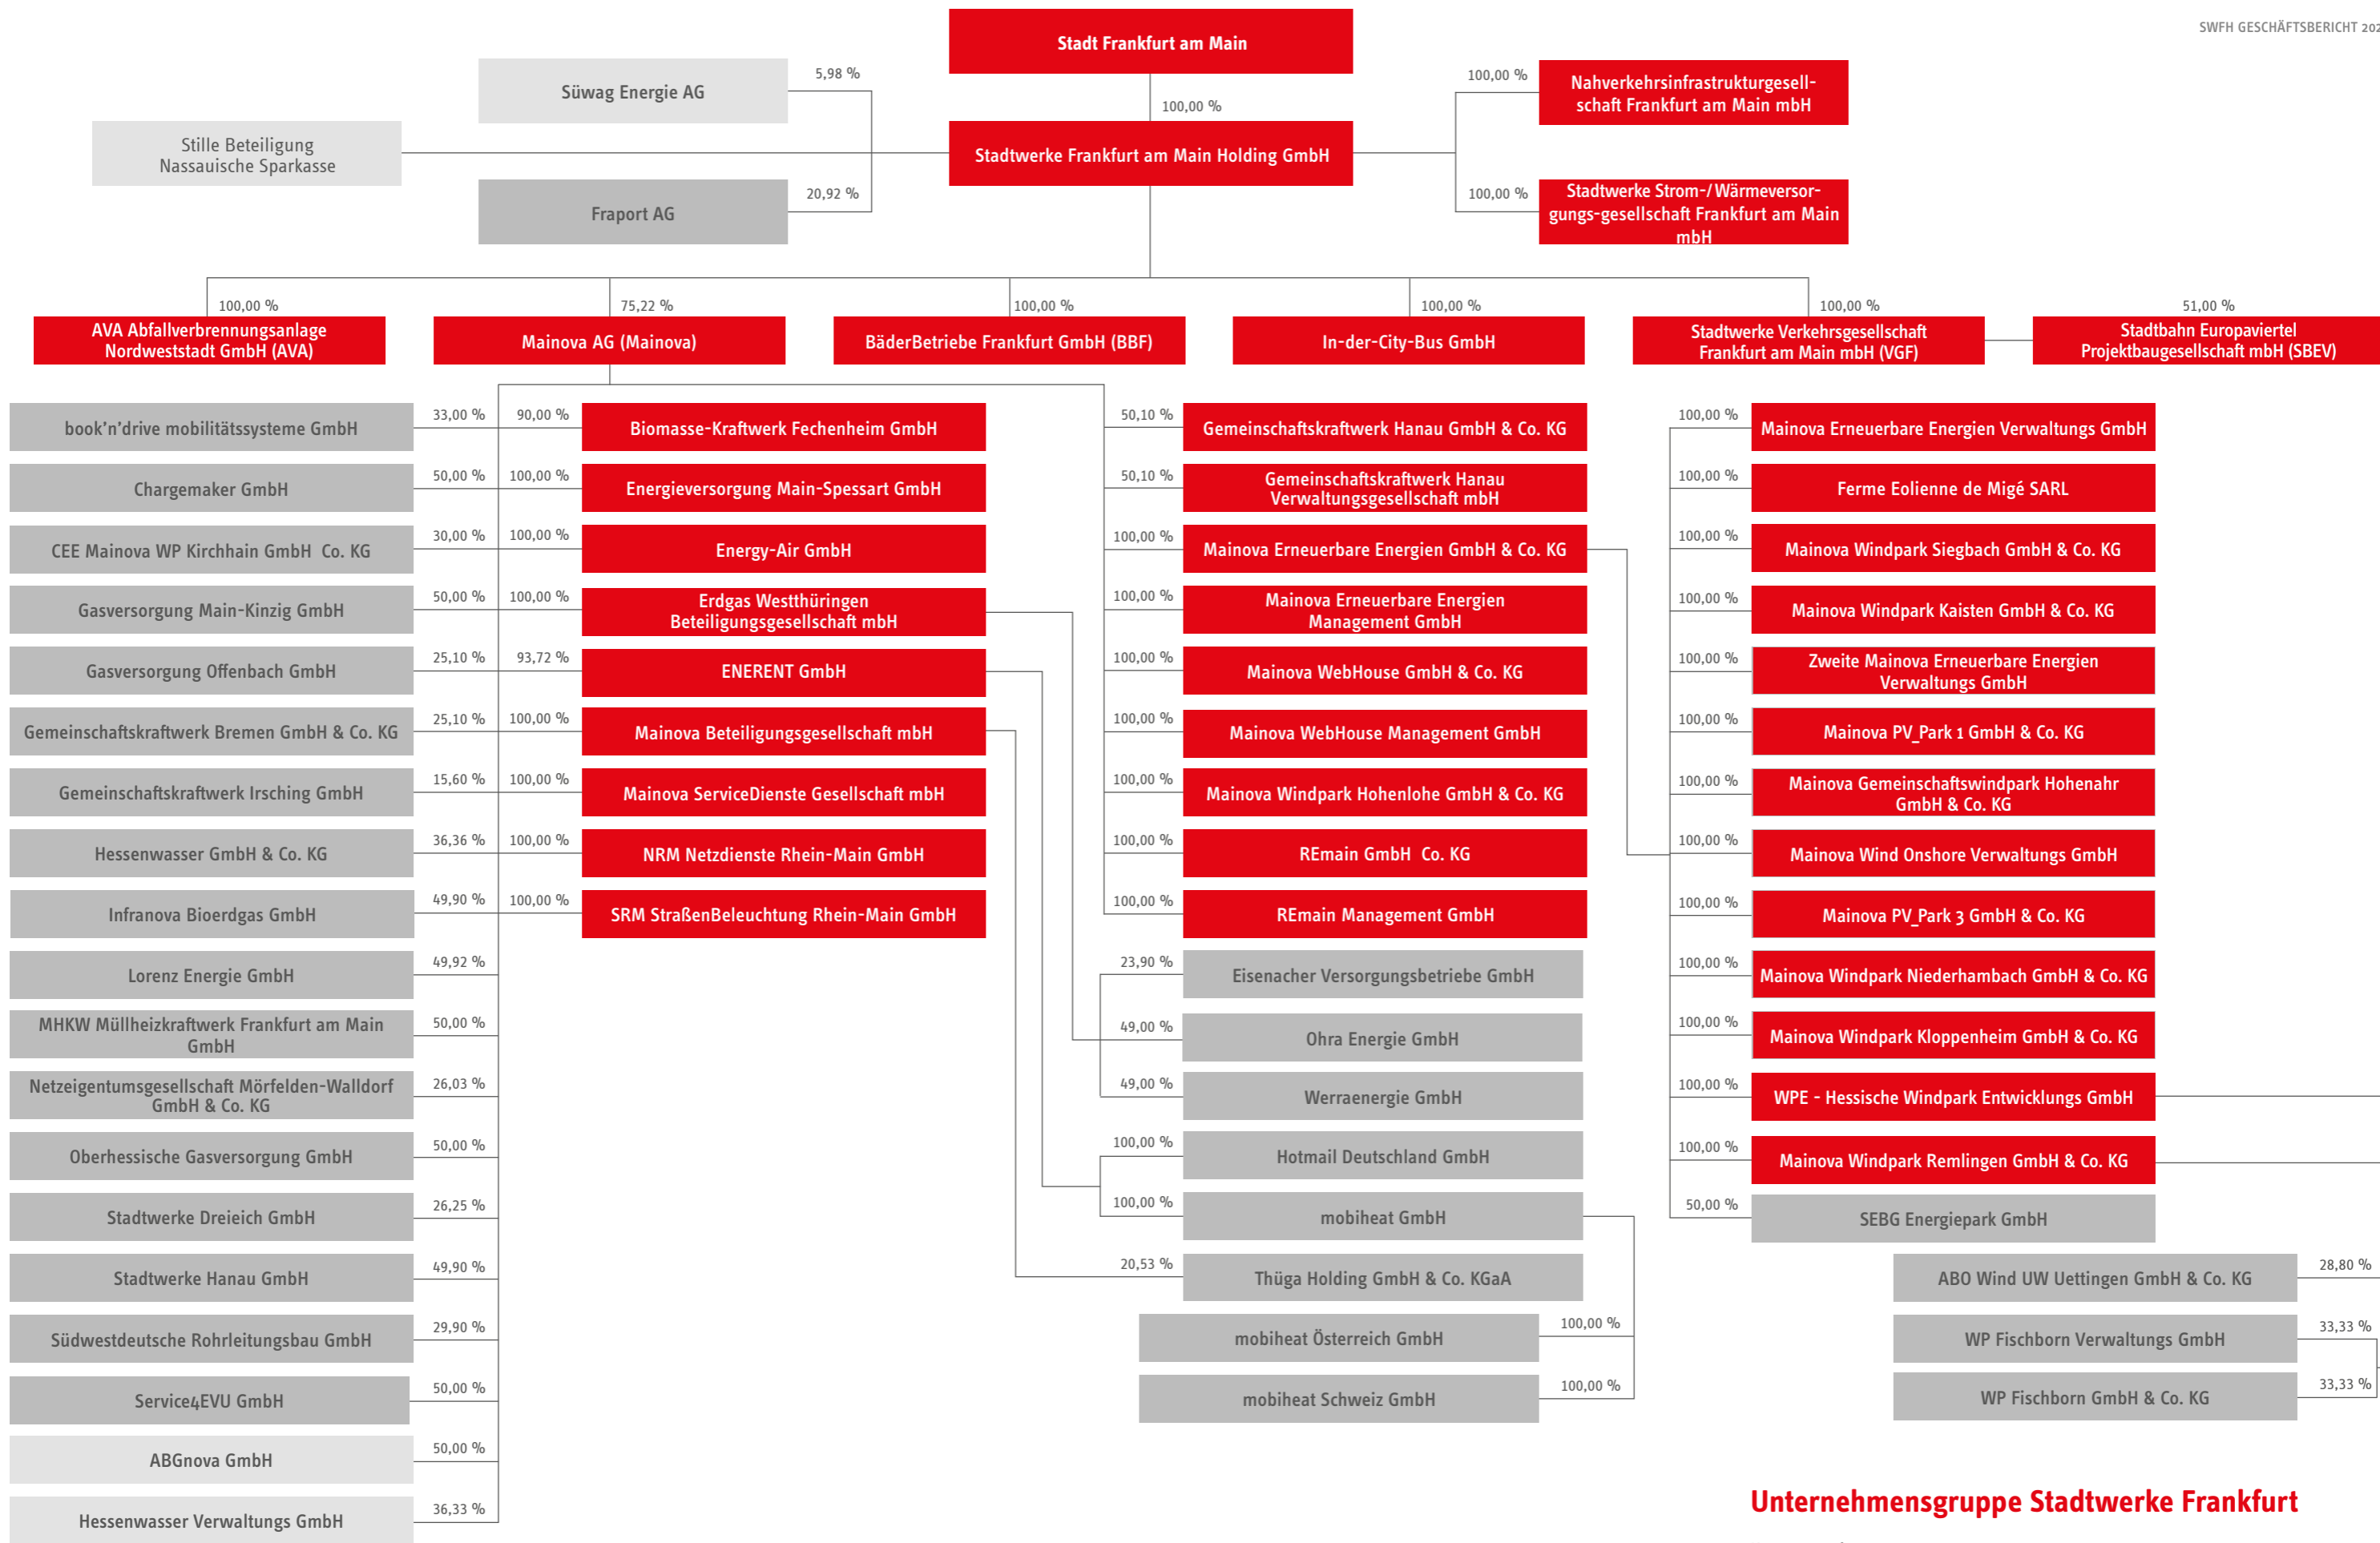 SWFH GESCHÄFTSBERICHT 202
Stadt Frankfurt am Main
5,98 %
Süwag Energie AG
100,00 %
100,00 %
Nahverkehrsinfrastrukturgesell-
schaft Frankfurt am Main mbH
Stille Beteiligung
Nassauische Sparkasse
Stadtwerke Frankfurt am Main Holding GmbH
20,92 %
Fraport AG
100,00 %
Stadtwerke Strom-/Wärmeversor-
gungs-gesellschaft Frankfurt am Main
mbH
100,00 %
75,22 %
100,00 %
100,00 %
100,00 %
51,00 %
AVA Abfallverbrennungsanlage
Nordweststadt GmbH (AVA)
Mainova AG (Mainova)
BäderBetriebe Frankfurt GmbH (BBF)
In-der-City-Bus GmbH
Stadtwerke Verkehrsgesellschaft
Frankfurt am Main mbH (VGF)
Stadtbahn Europaviertel
Projektbaugesellschaft mbH (SBEV)
book’n’drive mobilitätssysteme GmbH
33,00 %
Chargemaker GmbH
50,00 %
CEE Mainova WP Kirchhain GmbH  Co. KG
30,00 %
Gasversorgung Main-Kinzig GmbH
50,00 %
Gasversorgung Offenbach GmbH
25,10 %
Gemeinschaftskraftwerk Bremen GmbH & Co. KG
25,10 %
Gemeinschaftskraftwerk Irsching GmbH
15,60 %
Hessenwasser GmbH & Co. KG
36,36 %
Infranova Bioerdgas GmbH
49,90 %
Lorenz Energie GmbH
49,92 %
MHKW Müllheizkraftwerk Frankfurt am Main
GmbH
50,00 %
Netzeigentumsgesellschaft Mörfelden-Walldorf
GmbH & Co. KG
26,03 %
Oberhessische Gasversorgung GmbH
50,00 %
Stadtwerke Dreieich GmbH
26,25 %
Stadtwerke Hanau GmbH
49,90 %
Südwestdeutsche Rohrleitungsbau GmbH
29,90 %
Service4EVU GmbH
50,00 %
ABGnova GmbH
50,00 %
Hessenwasser Verwaltungs GmbH
36,33 %
90,00 %
Biomasse-Kraftwerk Fechenheim GmbH
100,00 %
Energieversorgung Main-Spessart GmbH
100,00 %
Energy-Air GmbH
100,00 %
Erdgas Westthüringen
Beteiligungsgesellschaft mbH
93,72 %
ENERENT GmbH
100,00 %
Mainova Beteiligungsgesellschaft mbH
100,00 %
Mainova ServiceDienste Gesellschaft mbH
100,00 %
NRM Netzdienste Rhein-Main GmbH
100,00 %
SRM StraßenBeleuchtung Rhein-Main GmbH
50,10 %
Gemeinschaftskraftwerk Hanau GmbH & Co. KG
50,10 %
Gemeinschaftskraftwerk Hanau
Verwaltungsgesellschaft mbH
100,00 %
Mainova Erneuerbare Energien GmbH & Co. KG
100,00 %
Mainova Erneuerbare Energien
Management GmbH
100,00 %
Mainova WebHouse GmbH & Co. KG
100,00 %
Mainova WebHouse Management GmbH
100,00 %
Mainova Windpark Hohenlohe GmbH & Co. KG
100,00 %
REmain GmbH  Co. KG
100,00 %
REmain Management GmbH
23,90 %
Eisenacher Versorgungsbetriebe GmbH
49,00 %
Ohra Energie GmbH
49,00 %
Werraenergie GmbH
100,00 %
Hotmail Deutschland GmbH
100,00 %
mobiheat GmbH
20,53 %
Thüga Holding GmbH & Co. KGaA
mobiheat Österreich GmbH
100,00 %
mobiheat Schweiz GmbH
100,00 %
100,00 %
Mainova Erneuerbare Energien Verwaltungs GmbH
100,00 %
Ferme Eolienne de Migé SARL
100,00 %
Mainova Windpark Siegbach GmbH & Co. KG
100,00 %
Mainova Windpark Kaisten GmbH & Co. KG
100,00 %
Zweite Mainova Erneuerbare Energien
Verwaltungs GmbH
100,00 %
Mainova PV_Park 1 GmbH & Co. KG
100,00 %
Mainova Gemeinschaftswindpark Hohenahr
GmbH & Co. KG
100,00 %
Mainova Wind Onshore Verwaltungs GmbH
100,00 %
Mainova PV_Park 3 GmbH & Co. KG
100,00 %
Mainova Windpark Niederhambach GmbH & Co. KG
100,00 %
Mainova Windpark Kloppenheim GmbH & Co. KG
100,00 %
WPE - Hessische Windpark Entwicklungs GmbH
100,00 %
Mainova Windpark Remlingen GmbH & Co. KG
50,00 %
SEBG Energiepark GmbH
ABO Wind UW Uettingen GmbH & Co. KG
28,80 %
WP Fischborn Verwaltungs GmbH
33,33 %
WP Fischborn GmbH & Co. KG
33,33 %
Unternehmensgruppe Stadtwerke Frankfurt